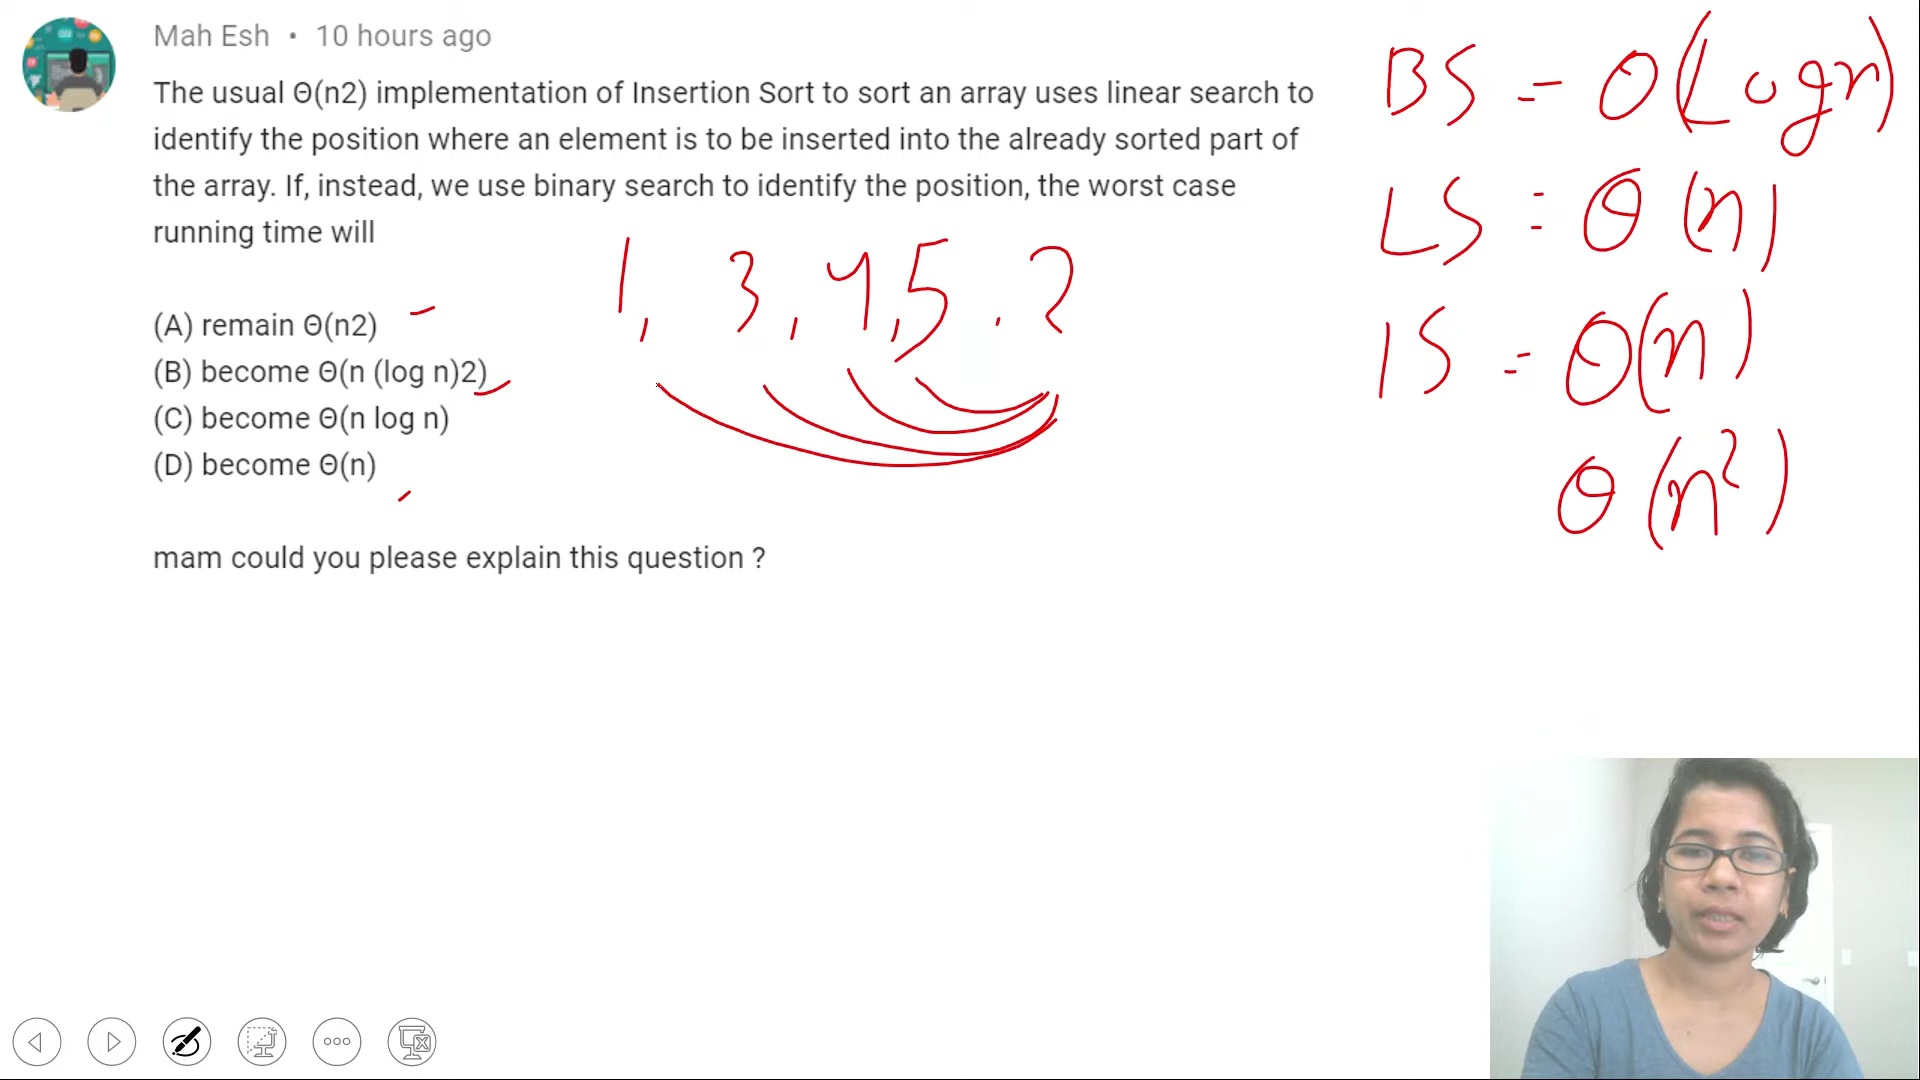 Mah Esh • 10 hours ago
The usual Θ(n2) implementation of Insertion Sort to sort an array uses linear search to
identify the position where an element is to be inserted into the already sorted part of
the array. If, instead, we use binary search to identify the position, the worst case
running time will
(A) remain Θ(n2)
(B) become Θ(n (log n)2)
(C) become Θ(n log n)
(D) become Θ(n)
mam could you please explain this question ?
1, 3, 4, 5, 2
BS = Θ(Logn)
LS = Θ(n)
IS = Θ(n)
Θ(n²)